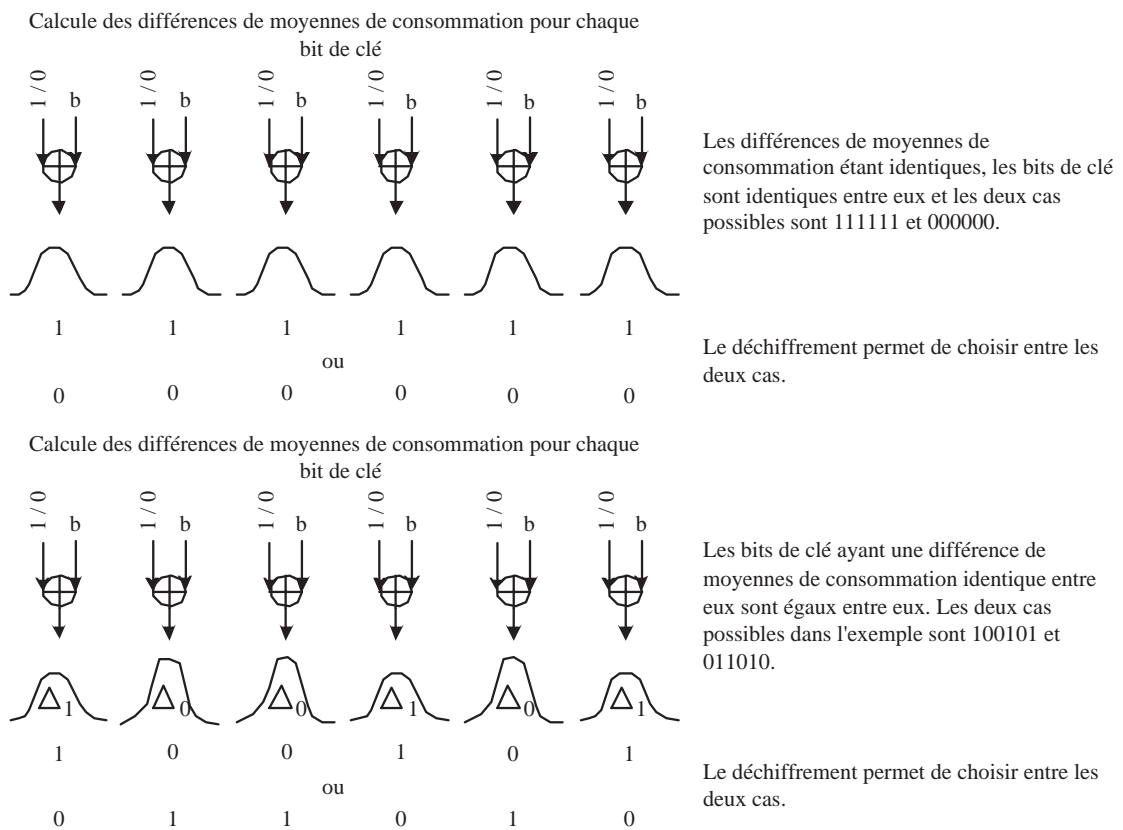 Calcule des différences de moyennes de consommation pour chaque
bit de clé
1 / 0 b 1 / 0 b 1 / 0 b 1 / 0 b 1 / 0 b 1 / 0 b
Les différences de moyennes de
consommation étant identiques, les bits de clé
sont identiques entre eux et les deux cas
possibles sont 111111 et 000000.
1 1 1 1 1 1
ou
0 0 0 0 0 0
Le déchiffrement permet de choisir entre les
deux cas.
Calcule des différences de moyennes de consommation pour chaque
bit de clé
1 / 0 b 1 / 0 b 1 / 0 b 1 / 0 b 1 / 0 b 1 / 0 b
Les bits de clé ayant une différence de
moyennes de consommation identique entre
eux sont égaux entre eux. Les deux cas
possibles dans l'exemple sont 100101 et
011010.
△1 △0 △0 △1 △0 △1
1 0 0 1 0 1
ou
0 1 1 0 1 0
Le déchiffrement permet de choisir entre les
deux cas.